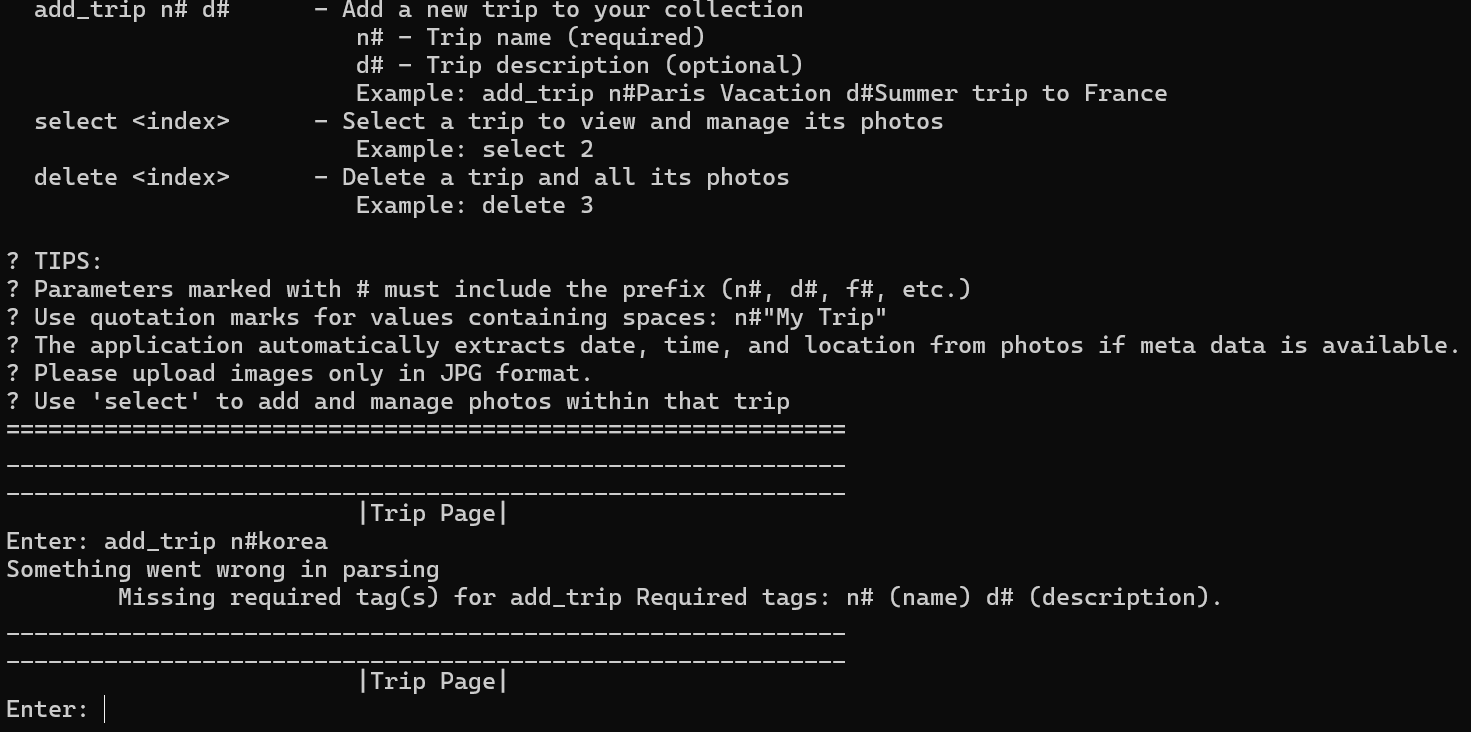 add_trip n# d#      - Add a new trip to your collection
n# - Trip name (required)
d# - Trip description (optional)
Example: add_trip n#Paris Vacation d#Summer trip to France
select <index>      - Select a trip to view and manage its photos
Example: select 2
delete <index>      - Delete a trip and all its photos
Example: delete 3
? TIPS:
? Parameters marked with # must include the prefix (n#, d#, f#, etc.)
? Use quotation marks for values containing spaces: n#"My Trip"
? The application automatically extracts date, time, and location from photos if meta data is available.
? Please upload images only in JPG format.
? Use 'select' to add and manage photos within that trip
============================================================
____________________________________________________________
____________________________________________________________
|Trip Page|
Enter: add_trip n#korea
Something went wrong in parsing
Missing required tag(s) for add_trip Required tags: n# (name) d# (description).
____________________________________________________________
____________________________________________________________
|Trip Page|
Enter: